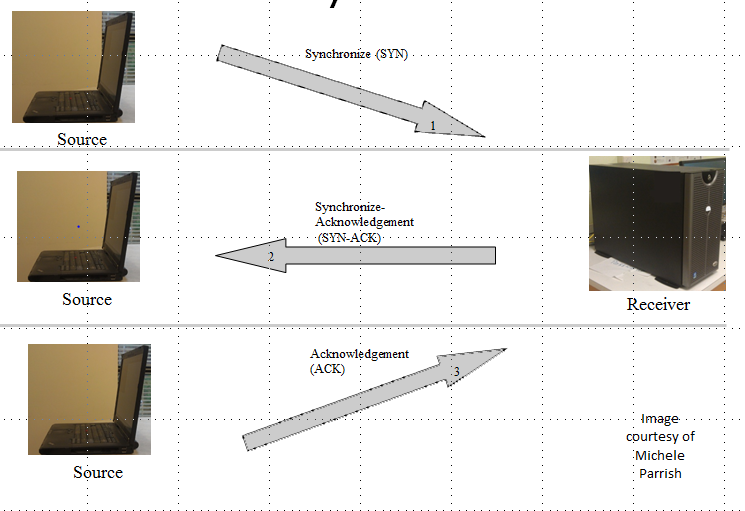 Synchronize (SYN)
1
Source
Synchronize-
Acknowledgement
(SYN-ACK)
2
Source
Receiver
Acknowledgement
(ACK)
3
Source
Image
courtesy of
Michele
Parrish